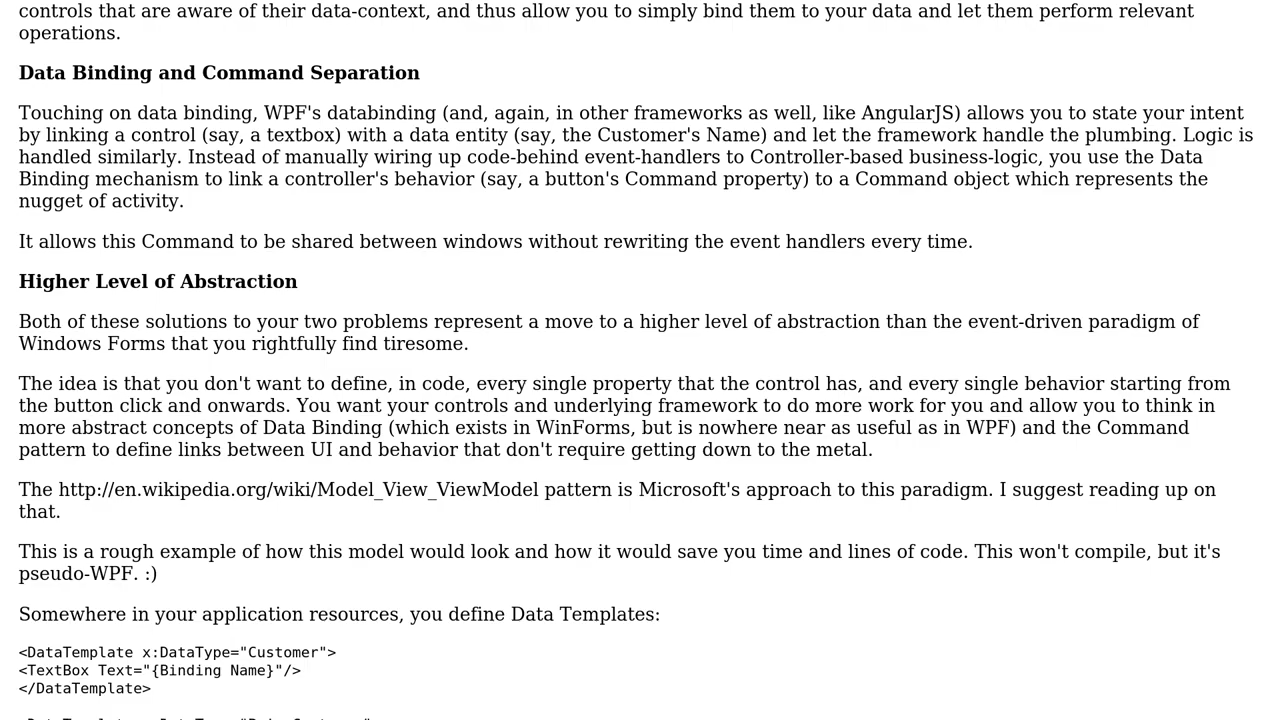 controls that are aware of their data-context, and thus allow you to simply bind them to your data and let them perform relevant
operations.
Data Binding and Command Separation
Touching on data binding, WPF's databinding (and, again, in other frameworks as well, like AngularJS) allows you to state your intent
by linking a control (say, a textbox) with a data entity (say, the Customer's Name) and let the framework handle the plumbing. Logic is
handled similarly. Instead of manually wiring up code-behind event-handlers to Controller-based business-logic, you use the Data
Binding mechanism to link a controller's behavior (say, a button's Command property) to a Command object which represents the
nugget of activity.
It allows this Command to be shared between windows without rewriting the event handlers every time.
Higher Level of Abstraction
Both of these solutions to your two problems represent a move to a higher level of abstraction than the event-driven paradigm of
Windows Forms that you rightfully find tiresome.
The idea is that you don't want to define, in code, every single property that the control has, and every single behavior starting from
the button click and onwards. You want your controls and underlying framework to do more work for you and allow you to think in
more abstract concepts of Data Binding (which exists in WinForms, but is nowhere near as useful as in WPF) and the Command
pattern to define links between UI and behavior that don't require getting down to the metal.
The http://en.wikipedia.org/wiki/Model_View_ViewModel pattern is Microsoft's approach to this paradigm. I suggest reading up on
that.
This is a rough example of how this model would look and how it would save you time and lines of code. This won't compile, but it's
pseudo-WPF. :)
Somewhere in your application resources, you define Data Templates:
<DataTemplate x:DataType="Customer">
<TextBox Text="{Binding Name}"/>
</DataTemplate>